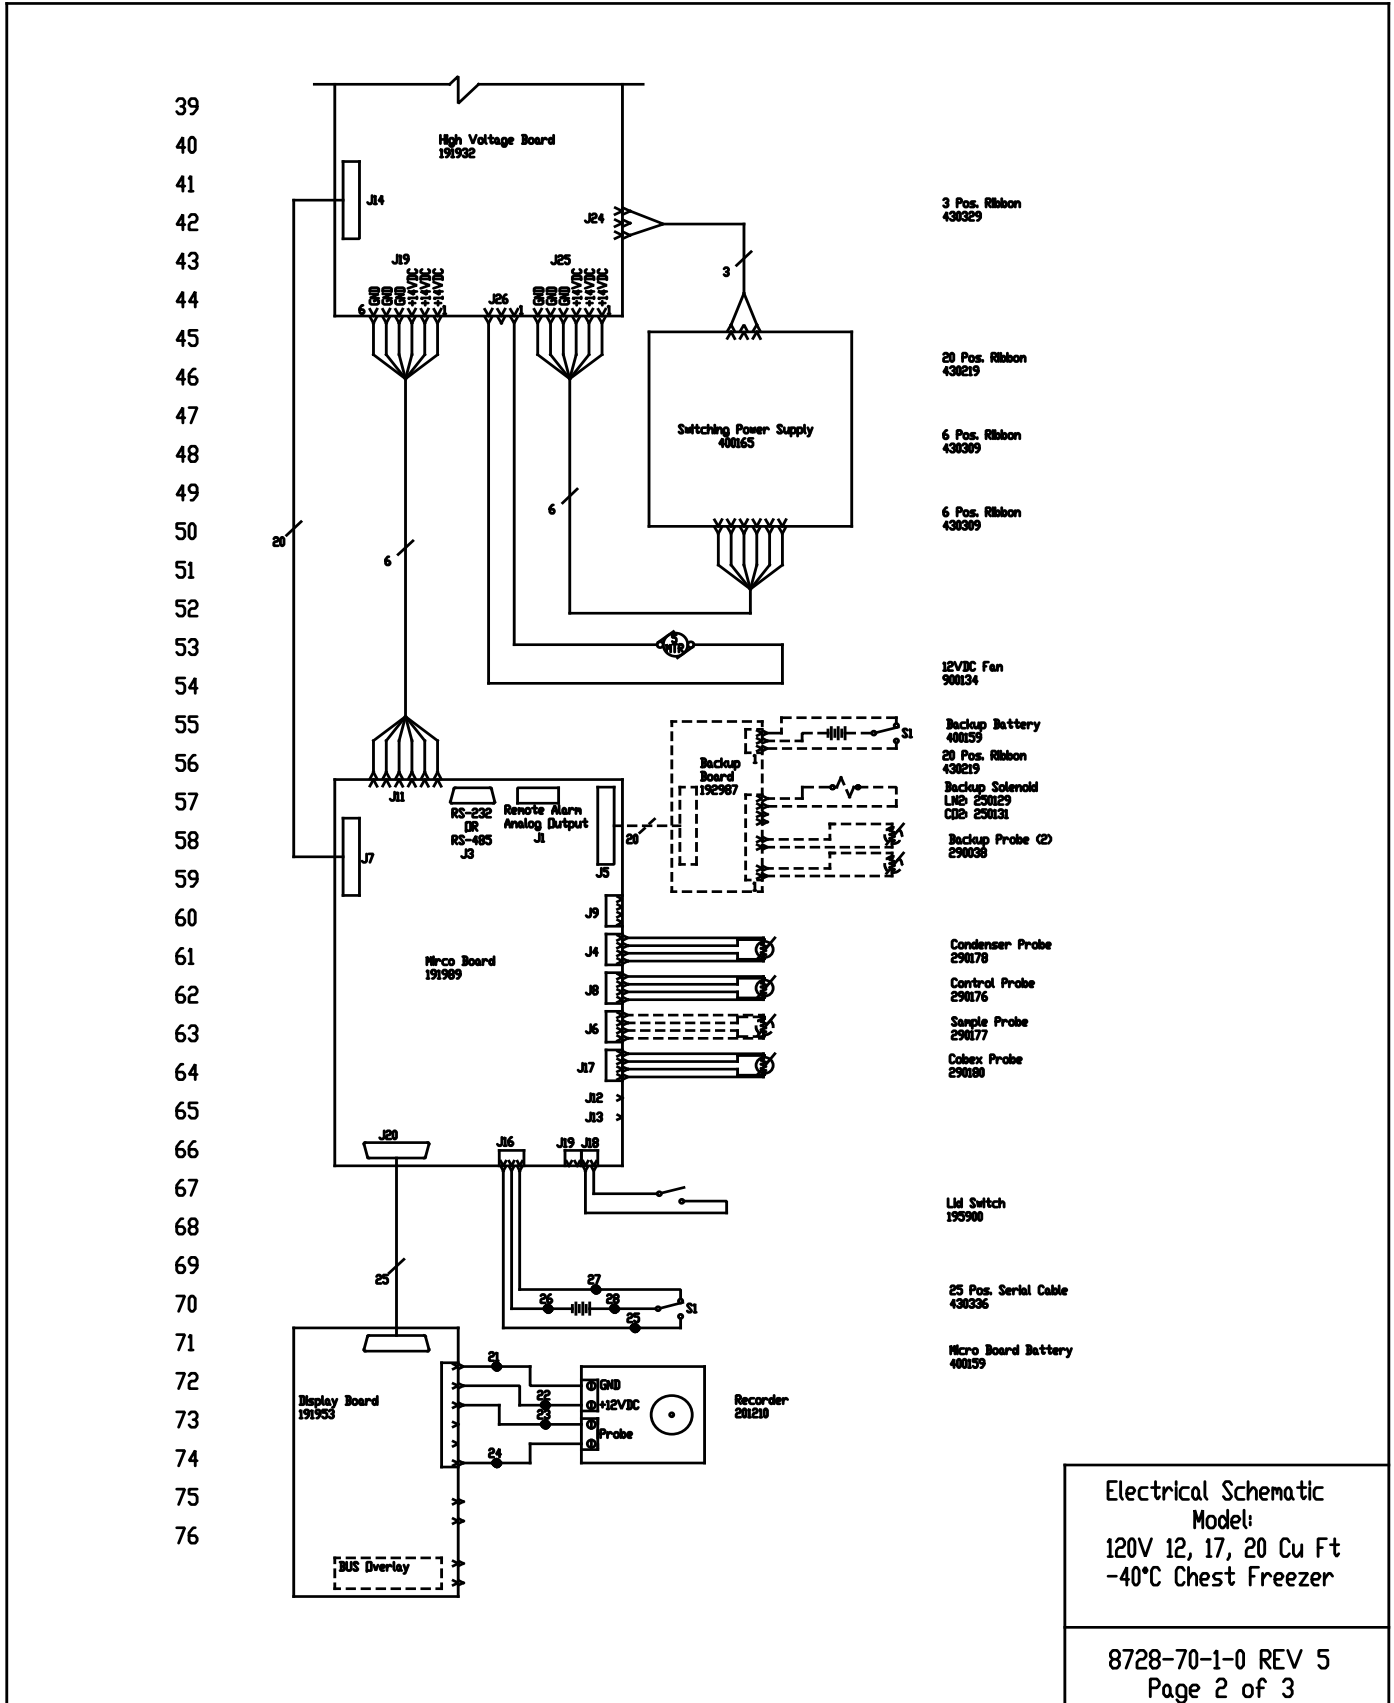 39
40
High Voltage Board
191932
41
J14
3 Pos. Ribbon
430329
42
J24
43
J19
J25
3
GND
GND
GND
+14VDC
+14VDC
+14VDC
GND
GND
GND
+14VDC
+14VDC
+14VDC
44
6
1
J26
1
1
45
20 Pos. Ribbon
430219
46
47
Switching Power Supply
400165
6 Pos. Ribbon
430309
48
49
6
6 Pos. Ribbon
430309
50
20
51
6
52
53
5
MTR
12VDC Fan
900134
54
55
S1
Backup Battery
400159
56
Backup
Board
192987
1
20 Pos. Ribbon
430219
57
J11
RS-232
OR
RS-485
J3
Remote Alarm
Analog Output
J1
Backup Solenoid
LN2: 250129
CO2: 250131
58
20
Backup Probe (2)
290038
J7
59
J5
1
60
J9
61
J4
Condenser Probe
290178
Mirco Board
191989
62
J8
Control Probe
290176
63
J6
Sample Probe
290177
64
J17
Cobex Probe
290180
65
J12
J13
66
J20
J16
J19
J18
67
Lid Switch
195900
68
69
25
27
25 Pos. Serial Cable
430336
70
26
28
S1
25
71
Micro Board Battery
400159
21
72
GND
Display Board
191953
22
+12VDC
Recorder
201210
73
23
Probe
74
24
75
76
BUS Overlay
Electrical Schematic
Model:
120V 12, 17, 20 Cu Ft
-40°C Chest Freezer
8728-70-1-0 REV 5
Page 2 of 3